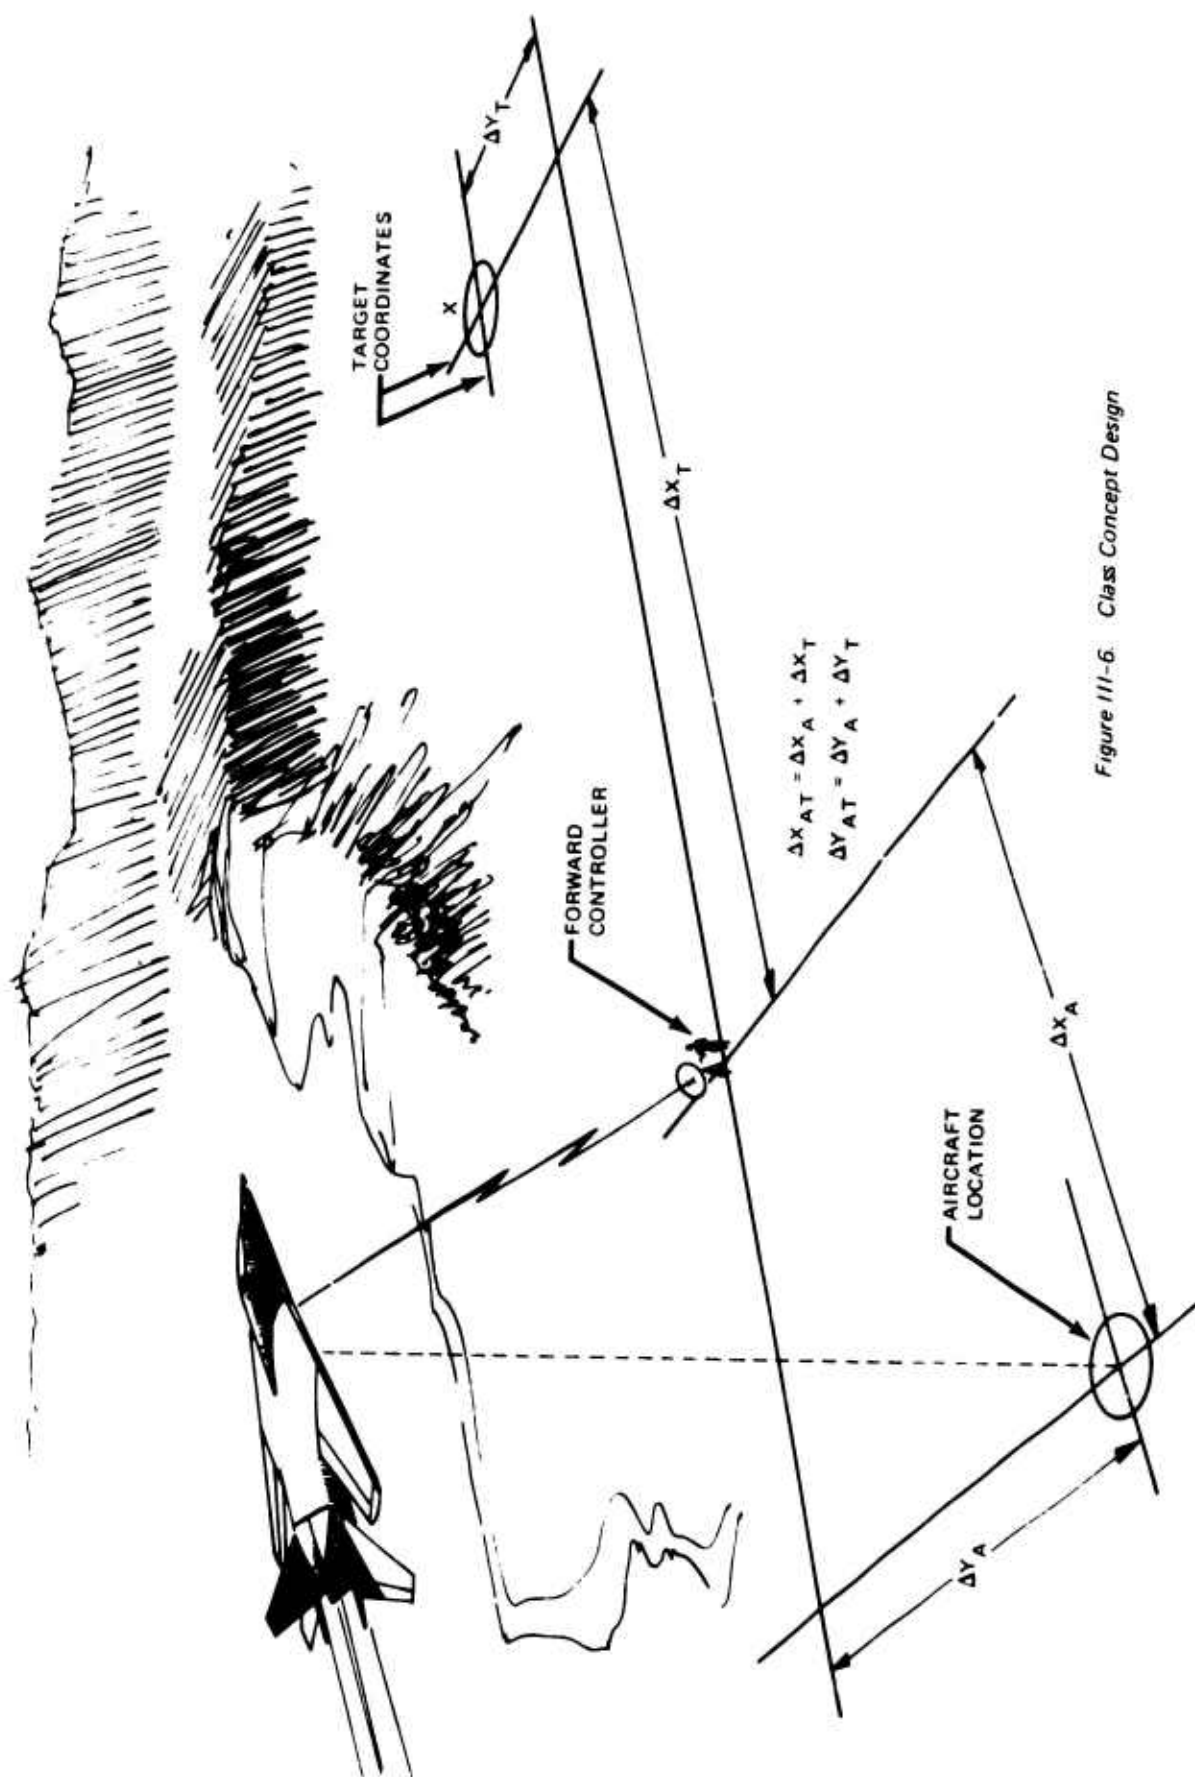 TARGET
COORDINATES
X
ΔY_T
ΔX_T
FORWARD
CONTROLLER
ΔX_AT = ΔX_A + ΔX_T
ΔY_AT = ΔY_A + ΔY_T
AIRCRAFT
LOCATION
ΔX_A
ΔY_A
Figure III-6. Class Concept Design